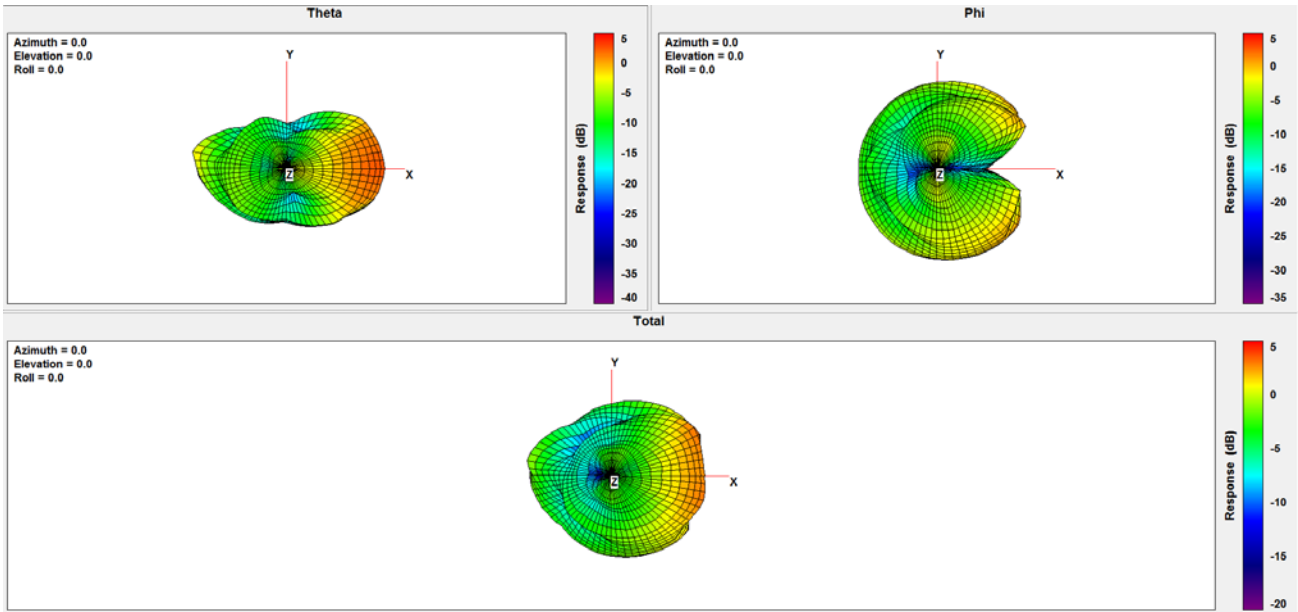 Theta
Azimuth = 0.0
Elevation = 0.0
Roll = 0.0
Y
X
Z
Response (dB)
5
0
-5
-10
-15
-20
-25
-30
-35
-40
Phi
Azimuth = 0.0
Elevation = 0.0
Roll = 0.0
Y
X
Z
Response (dB)
5
0
-5
-10
-15
-20
-25
-30
-35
Total
Azimuth = 0.0
Elevation = 0.0
Roll = 0.0
Y
X
Z
Response (dB)
5
0
-5
-10
-15
-20